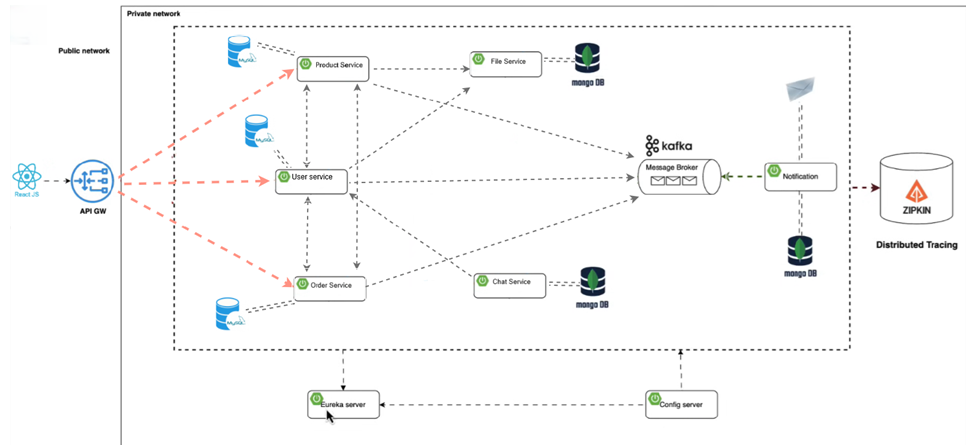 Private network
Public network
MySQL
Product Service
File Service
mongo DB
MySQL
kafka
Message Broker
User service
Notification
React JS
API GW
ZIPKIN
Distributed Tracing
mongo DB
Order Service
Chat Service
mongo DB
MySQL
Eureka server
Config server